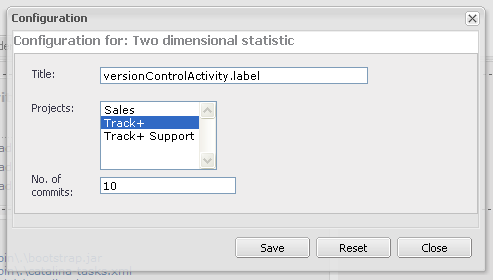 Configuration
Configuration for: Two dimensional statistic
Title:
versionControlActivity.label
Projects:
Sales
Track+
Track+ Support
No. of
commits:
10
Save
Reset
Close